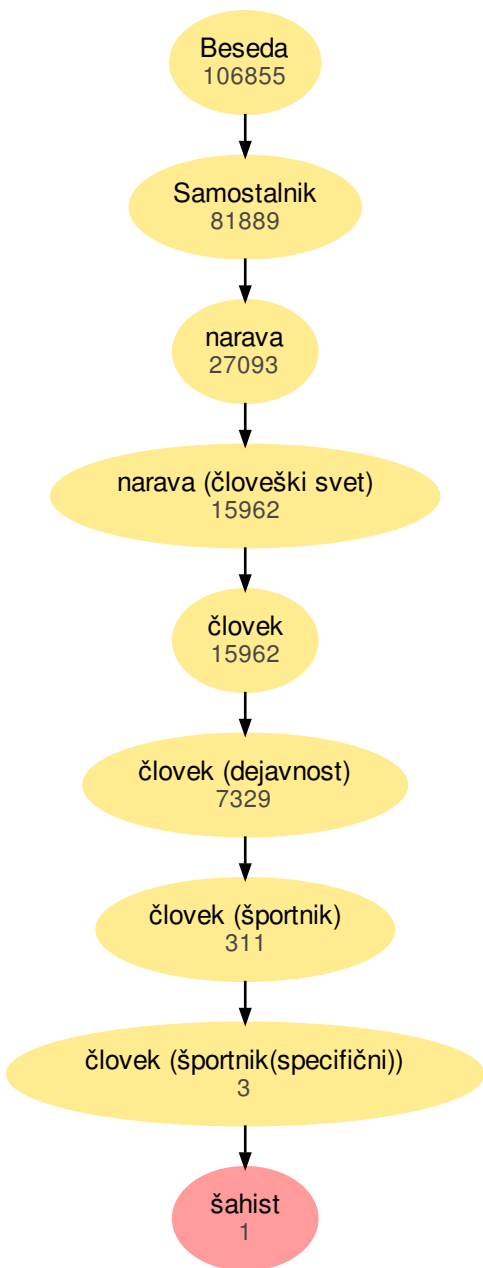 Beseda
106855
Samostalnik
81889
narava
27093
narava (človeški svet)
15962
človek
15962
človek (dejavnost)
7329
človek (športnik)
311
človek (športnik(specifični))
3
šahist
1